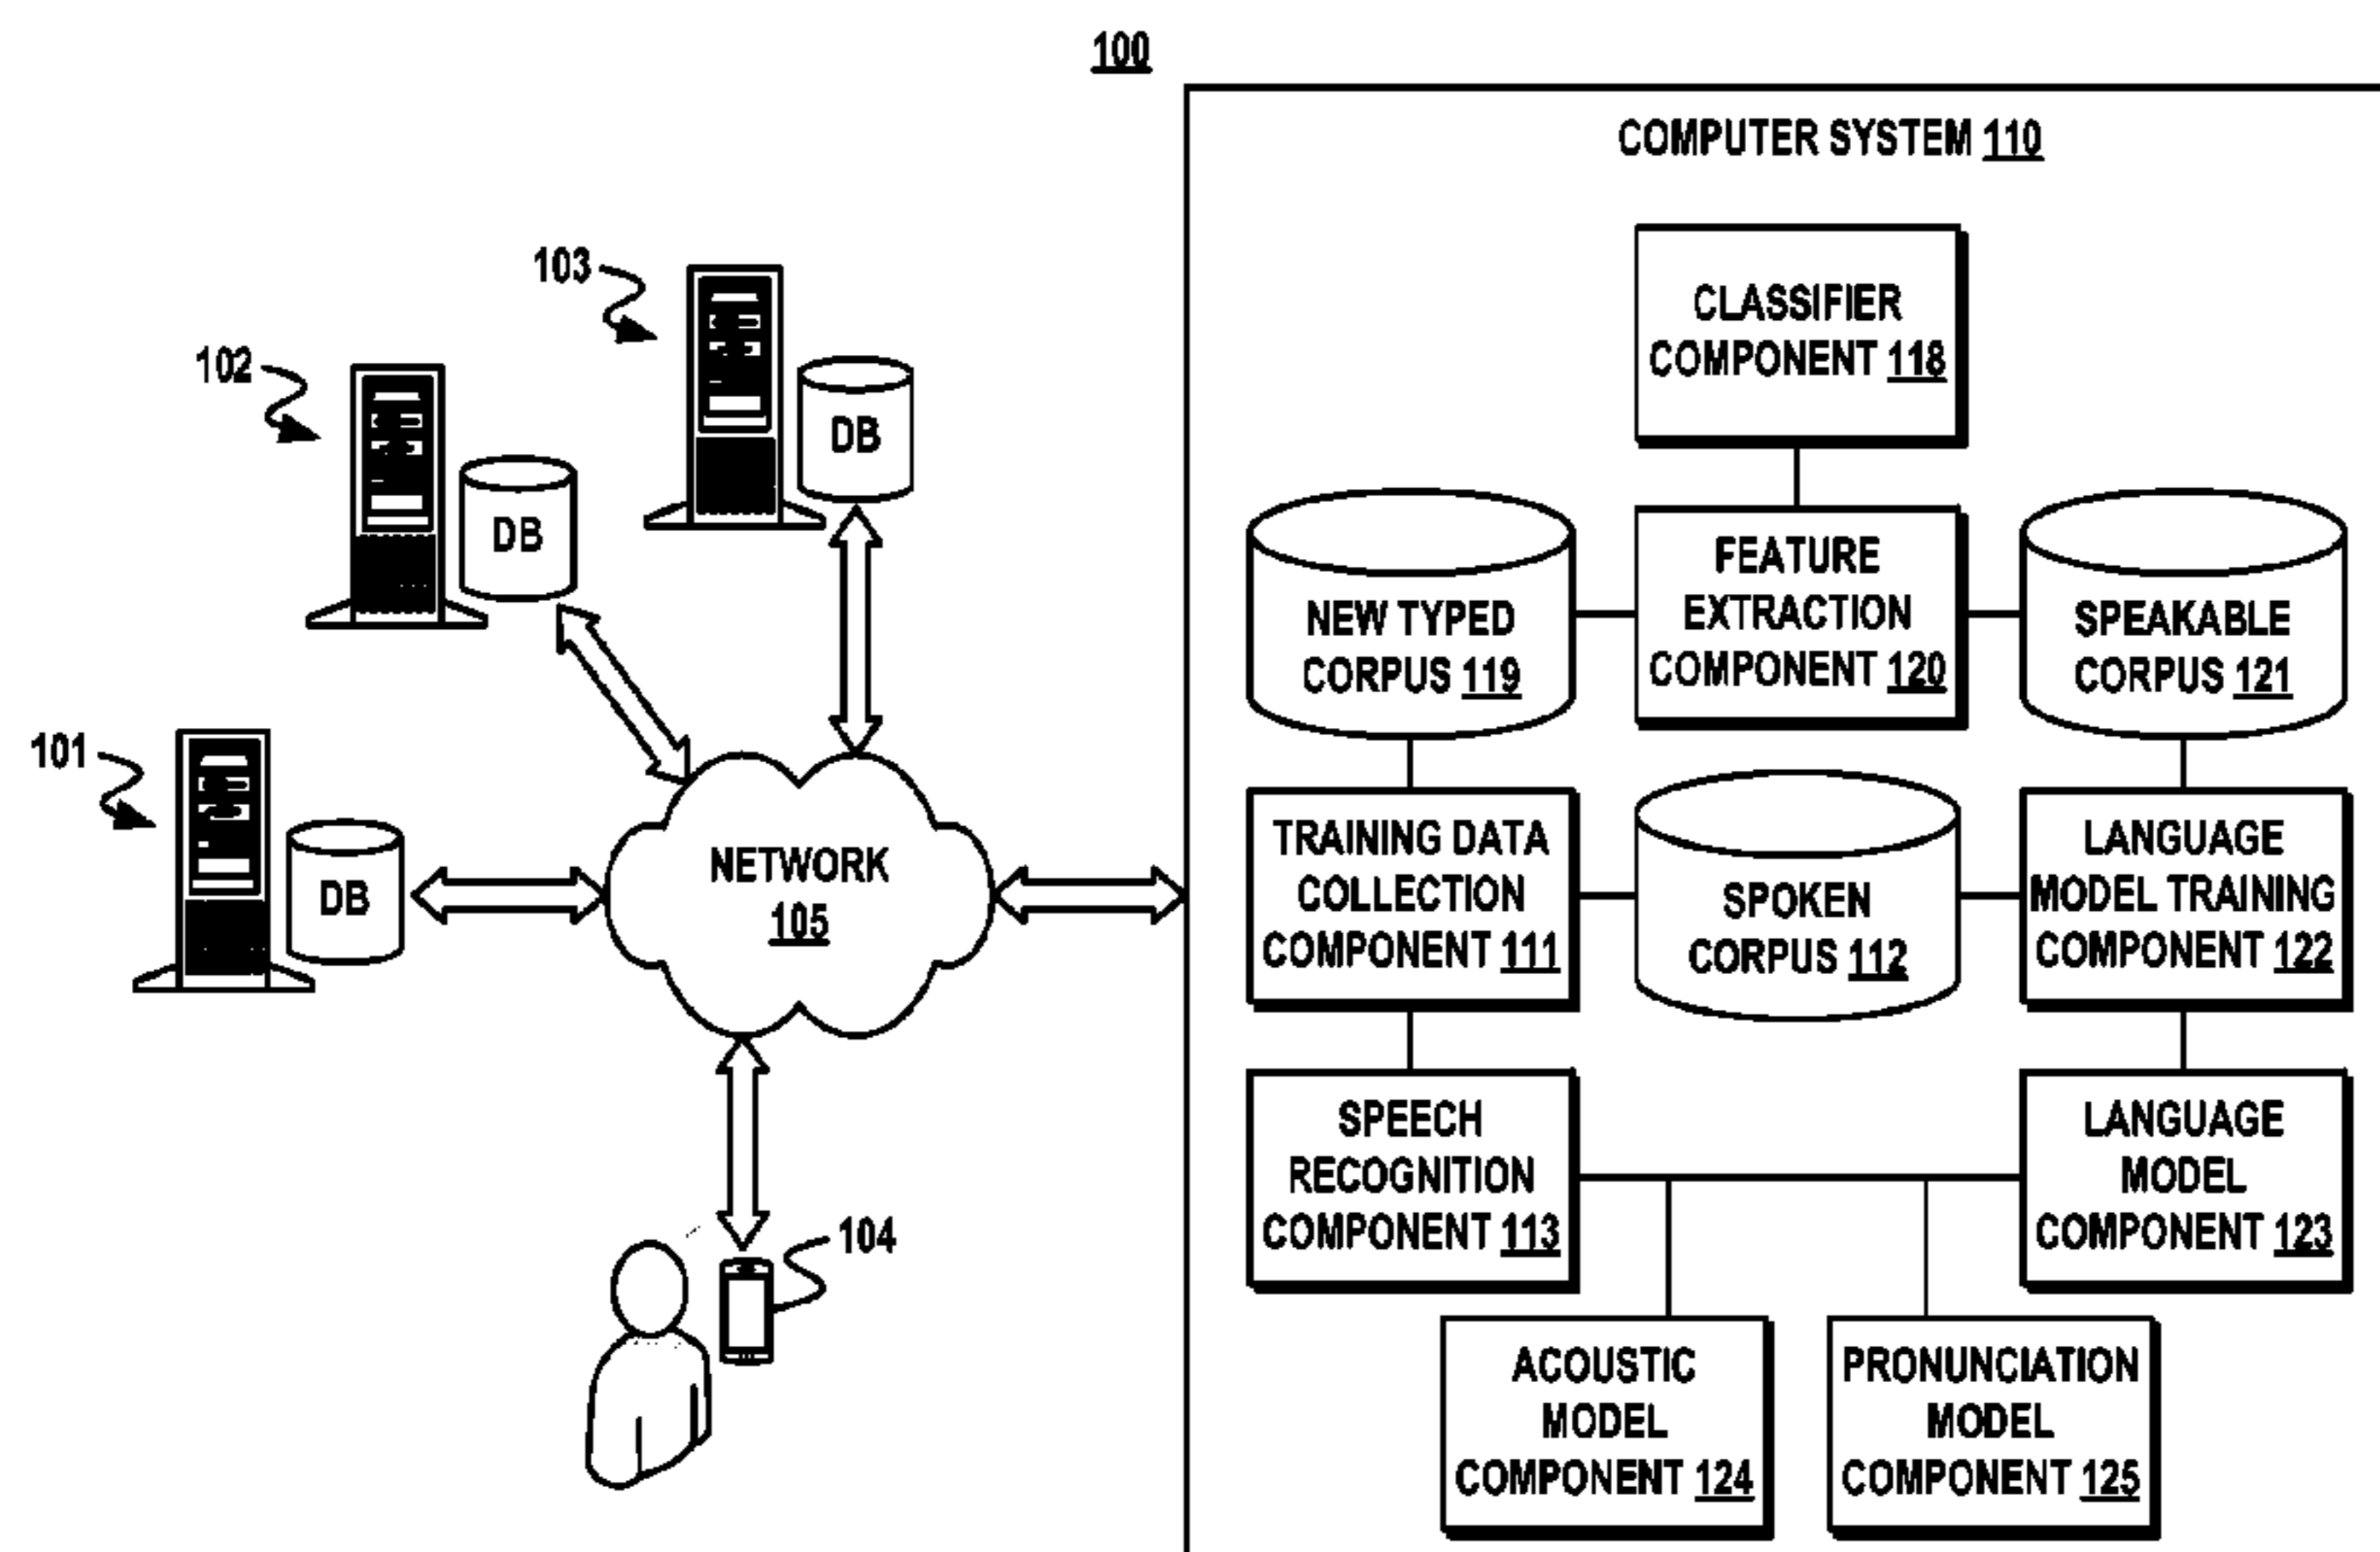 100
COMPUTER SYSTEM 110
103
DB
102
DB
101
DB
NETWORK
105
104
CLASSIFIER
COMPONENT 118
NEW TYPED
CORPUS 119
FEATURE
EXTRACTION
COMPONENT 120
SPEAKABLE
CORPUS 121
TRAINING DATA
COLLECTION
COMPONENT 111
SPOKEN
CORPUS 112
LANGUAGE
MODEL TRAINING
COMPONENT 122
SPEECH
RECOGNITION
COMPONENT 113
LANGUAGE
MODEL
COMPONENT 123
ACOUSTIC
MODEL
COMPONENT 124
PRONUNCIATION
MODEL
COMPONENT 125